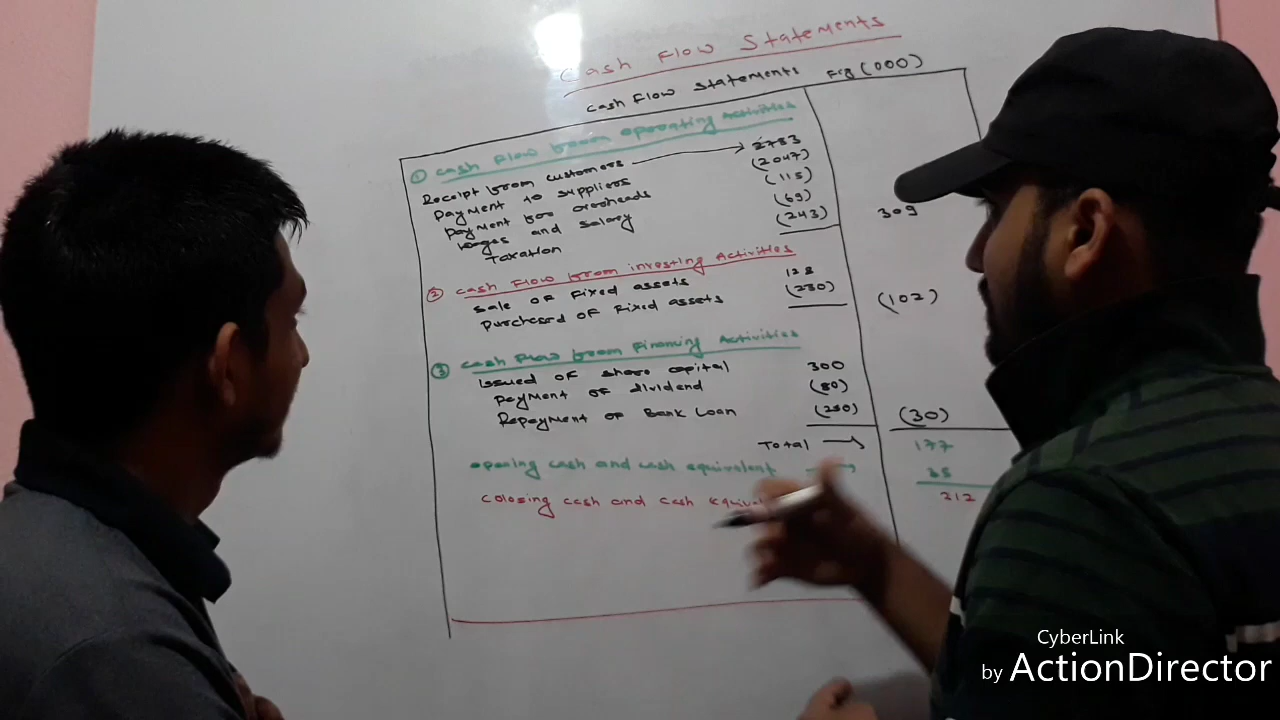 Cash Flow Statements
Cash Flow Statements Fig (000)
① Cash Flow from operating Activities
Receipt from customers → 2783
payment to suppliers (2047)
payment for overheads (115)
Wages and salary (69)
Taxation (243) 309
② Cash Flow from investing Activities
Sale of Fixed assets 128
purchased of Fixed assets (230) (102)
③ Cash Flow from Financing Activities
Issued of share capital 300
payment of dividend (80)
Repayment of Bank Loan (250) (30)
Total → 177
opening cash and cash equivalent → 35
Colosing cash and cash 212
CyberLink
by ActionDirector